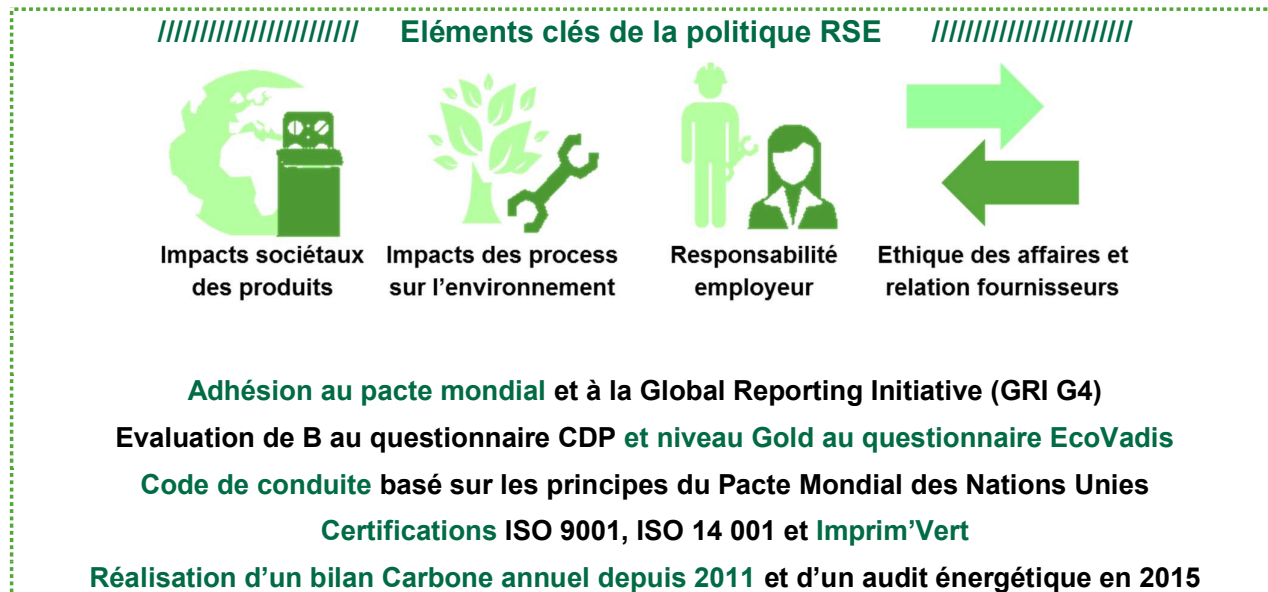 //////////////////////// Eléments clés de la politique RSE ////////////////////////
Impacts sociétaux des produits
Impacts des process sur l'environnement
Responsabilité employeur
Ethique des affaires et relation fournisseurs
Adhésion au pacte mondial et à la Global Reporting Initiative (GRI G4)
Evaluation de B au questionnaire CDP et niveau Gold au questionnaire EcoVadis
Code de conduite basé sur les principes du Pacte Mondial des Nations Unies
Certifications ISO 9001, ISO 14 001 et Imprim'Vert
Réalisation d'un bilan Carbone annuel depuis 2011 et d'un audit énergétique en 2015